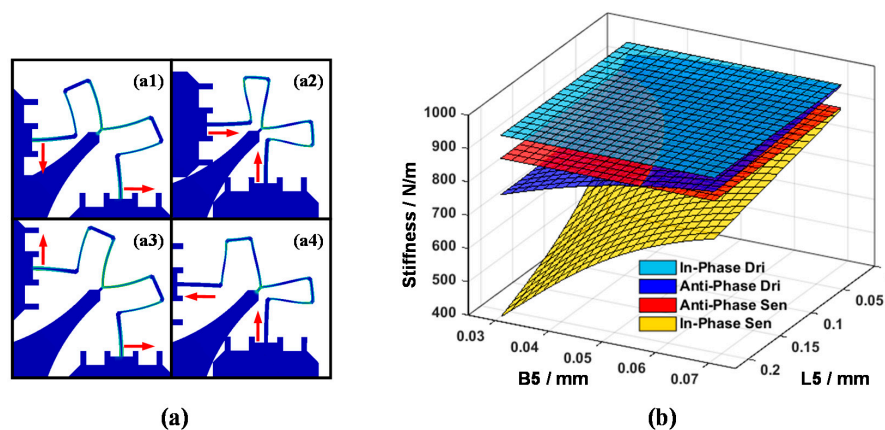 (a1)
(a2)
(a3)
(a4)
(a)
Stiffness / N/m
1000
900
800
700
600
500
400
0.03
0.04
0.05
0.06
0.07
B5 / mm
0.05
0.1
0.15
0.2
L5 / mm
In-Phase Dri
Anti-Phase Dri
Anti-Phase Sen
In-Phase Sen
(b)